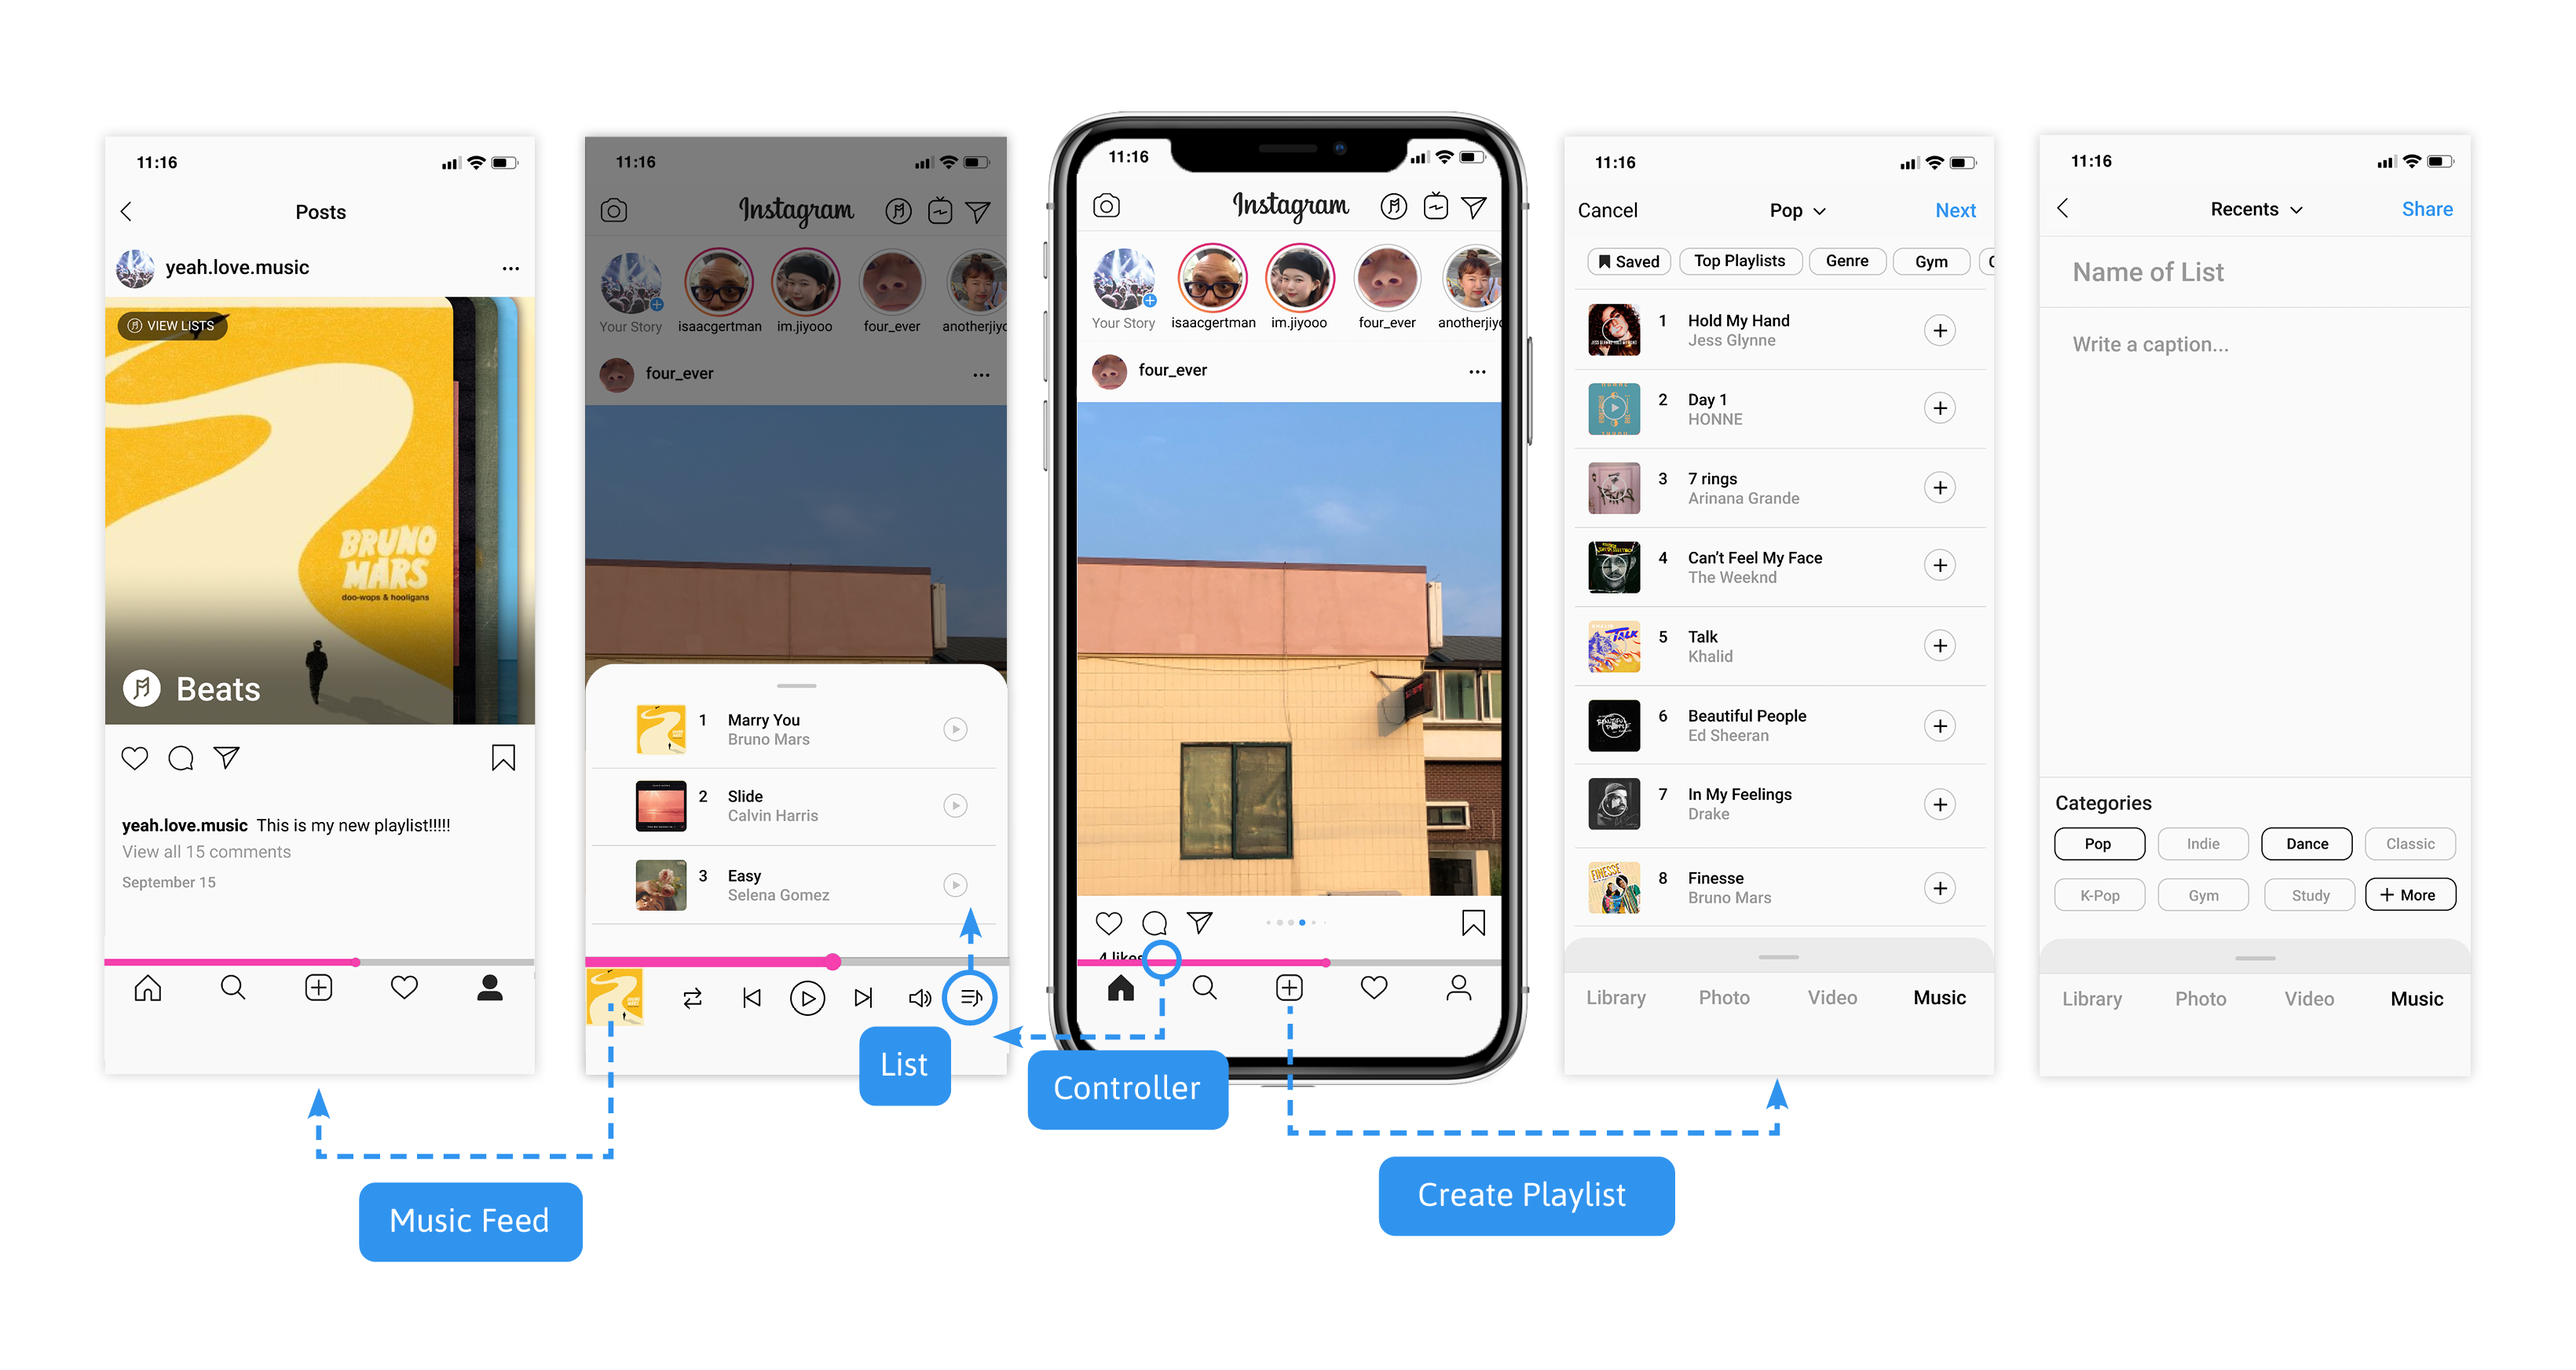 11:16
Posts
yeah.love.music
VIEW LISTS
BRUNO
MARS
doo-wops & hooligans
Beats
yeah.love.music This is my new playlist!!!!!
View all 15 comments
September 15
11:16
Instagram
Your Story
isaacgertman
im.jiyooo
four_ever
anotherjiyo
four_ever
1 Marry You
Bruno Mars
2 Slide
Calvin Harris
3 Easy
Selena Gomez
11:16
Instagram
Your Story
isaacgertman
im.jiyooo
four_ever
anotherjiyo
four_ever
4 likes
11:16
Cancel
Pop
Next
Saved
Top Playlists
Genre
Gym
1 Hold My Hand
Jess Glynne
2 Day 1
HONNE
3 7 rings
Arinana Grande
4 Can't Feel My Face
The Weeknd
5 Talk
Khalid
TALK
6 Beautiful People
Ed Sheeran
7 In My Feelings
Drake
8 Finesse
Bruno Mars
FINESSE
Library
Photo
Video
Music
11:16
Recents
Share
Name of List
Write a caption...
Categories
Pop
Indie
Dance
Classic
K-Pop
Gym
Study
+ More
Library
Photo
Video
Music
List
Controller
Music Feed
Create Playlist